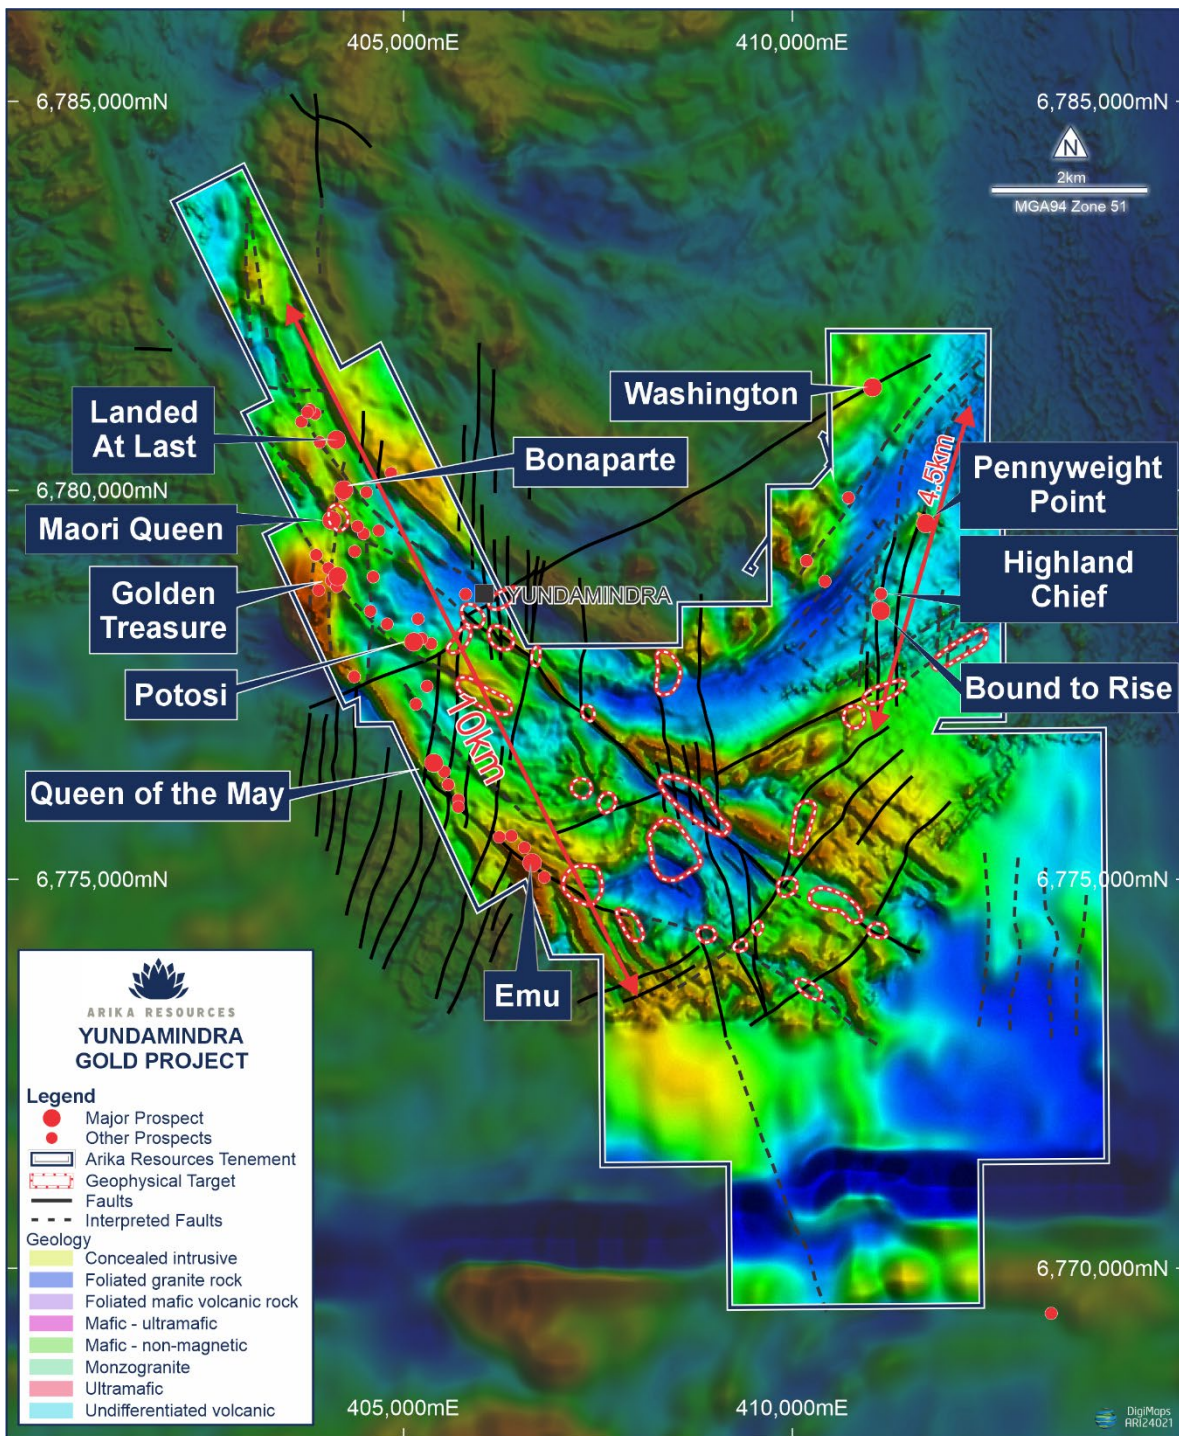 405,000mE
410,000mE
6,785,000mN
6,785,000mN
N
2km
MGA94 Zone 51
Landed
At Last
Washington
Bonaparte
4.5km
Pennyweight
Point
6,780,000mN
Maori Queen
Highland
Chief
Golden
Treasure
YUNDAMINDRA
Potosi
Bound to Rise
10km
Queen of the May
6,775,000mN
6,775,000mN
Emu
ARIKA RESOURCES
YUNDAMINDRA
GOLD PROJECT
Legend
Major Prospect
Other Prospects
Arika Resources Tenement
Geophysical Target
Faults
Interpreted Faults
Geology
Concealed intrusive
Foliated granite rock
Foliated mafic volcanic rock
Mafic - ultramafic
Mafic - non-magnetic
Monzogranite
Ultramafic
Undifferentiated volcanic
6,770,000mN
405,000mE
410,000mE
DigiMaps
ARI24021